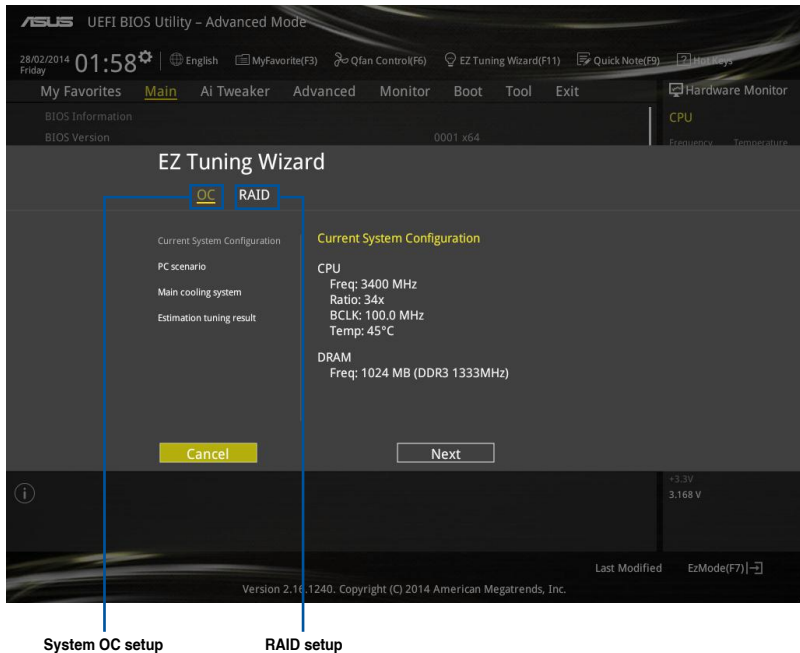 ASUS UEFI BIOS Utility – Advanced Mode
28/02/2014
Friday
01:58
English MyFavorite(F3) Qfan Control(F6) EZ Tuning Wizard(F11) Quick Note(F9) ? Hot Keys
My Favorites Main Ai Tweaker Advanced Monitor Boot Tool Exit Hardware Monitor
BIOS Information
CPU
BIOS Version 0001 x64
Frequency Temperature
EZ Tuning Wizard
OC RAID
Current System Configuration
PC scenario
Main cooling system
Estimation tuning result
Current System Configuration
CPU
Freq: 3400 MHz
Ratio: 34x
BCLK: 100.0 MHz
Temp: 45°C
DRAM
Freq: 1024 MB (DDR3 1333MHz)
Cancel Next
i
+3.3V
3.168 V
Last Modified EzMode(F7)
Version 2.16.1240. Copyright (C) 2014 American Megatrends, Inc.
System OC setup RAID setup